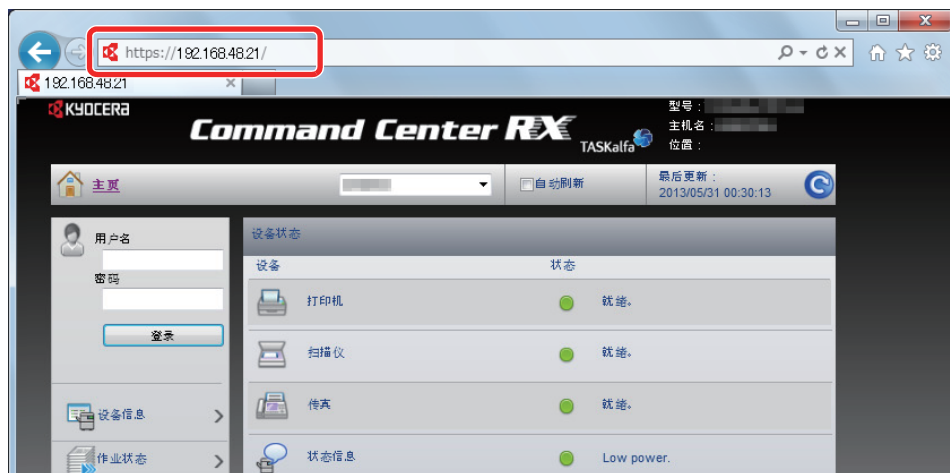 https://192.168.48.21/
192.168.48.21
KYOCERA
Command Center RX
TASKalfa
型号 :
主机名 :
位置 :
主页
自动刷新
最后更新 :
2013/05/31 00:30:13
用户名
密码
登录
设备信息
作业状态
设备状态
设备 状态
打印机 就绪。
扫描仪 就绪。
传真 就绪。
状态信息 Low power.